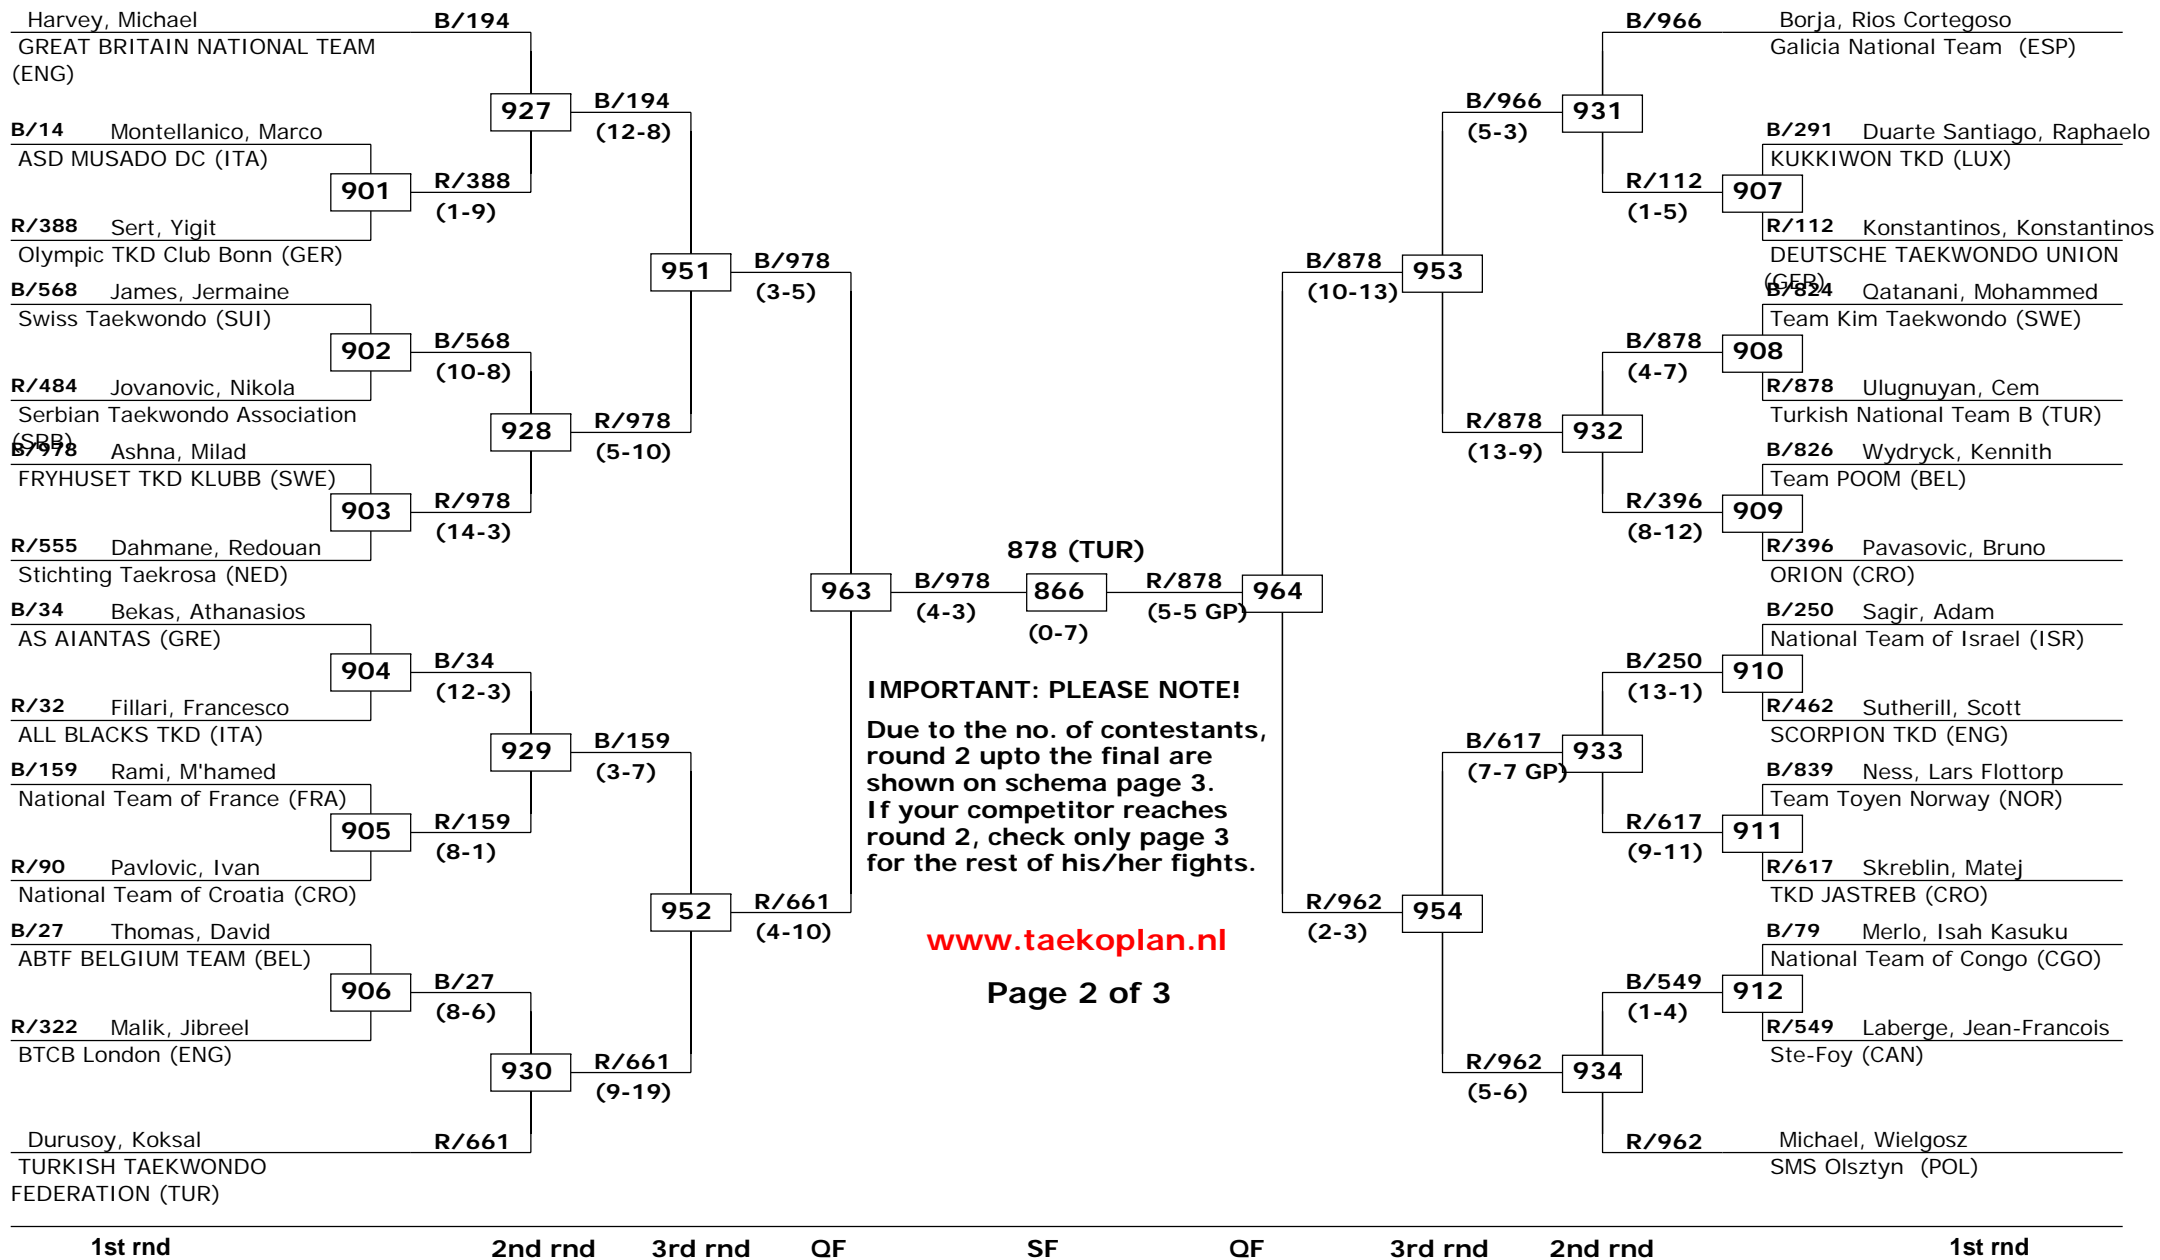 Harvey, Michael
B/194
GREAT BRITAIN NATIONAL TEAM
(ENG)
B/14 Montellanico, Marco
ASD MUSADO DC (ITA)
R/388 Sert, Yigit
Olympic TKD Club Bonn (GER)
B/568 James, Jermaine
Swiss Taekwondo (SUI)
R/484 Jovanovic, Nikola
Serbian Taekwondo Association
(SRB)
B/978 Ashna, Milad
FRYHUSET TKD KLUBB (SWE)
R/555 Dahmane, Redouan
Stichting Taekrosa (NED)
B/34 Bekas, Athanasios
AS AIANTAS (GRE)
R/32 Fillari, Francesco
ALL BLACKS TKD (ITA)
B/159 Rami, M'hamed
National Team of France (FRA)
R/90 Pavlovic, Ivan
National Team of Croatia (CRO)
B/27 Thomas, David
ABTF BELGIUM TEAM (BEL)
R/322 Malik, Jibreel
BTCB London (ENG)
Durusoy, Koksal
R/661
TURKISH TAEKWONDO
FEDERATION (TUR)
901
R/388
(1-9)
902
B/568
(10-8)
903
R/978
(14-3)
904
B/34
(12-3)
905
R/159
(8-1)
906
B/27
(8-6)
927
B/194
(12-8)
928
R/978
(5-10)
929
B/159
(3-7)
930
R/661
(9-19)
951
B/978
(3-5)
952
R/661
(4-10)
963
B/978
(4-3)
878 (TUR)
866
(0-7)
R/878
(5-5 GP)
964
IMPORTANT: PLEASE NOTE!
Due to the no. of contestants,
round 2 upto the final are
shown on schema page 3.
If your competitor reaches
round 2, check only page 3
for the rest of his/her fights.
www.taekoplan.nl
Page 2 of 3
B/878
(10-13)
953
R/962
(2-3)
954
B/966
(5-3)
931
R/878
(13-9)
932
B/617
(7-7 GP)
933
R/962
(5-6)
934
R/112
(1-5)
907
B/878
(4-7)
908
R/396
(8-12)
909
B/250
(13-1)
910
R/617
(9-11)
911
B/549
(1-4)
912
B/966
Borja, Rios Cortegoso
Galicia National Team (ESP)
B/291 Duarte Santiago, Raphaelo
KUKKIWON TKD (LUX)
R/112 Konstantinos, Konstantinos
DEUTSCHE TAEKWONDO UNION
(GER)
B/824 Qatanani, Mohammed
Team Kim Taekwondo (SWE)
R/878 Ulugnuyan, Cem
Turkish National Team B (TUR)
B/826 Wydryck, Kennith
Team POOM (BEL)
R/396 Pavasovic, Bruno
ORION (CRO)
B/250 Sagir, Adam
National Team of Israel (ISR)
R/462 Sutherill, Scott
SCORPION TKD (ENG)
B/839 Ness, Lars Flottorp
Team Toyen Norway (NOR)
R/617 Skreblin, Matej
TKD JASTREB (CRO)
B/79 Merlo, Isah Kasuku
National Team of Congo (CGO)
R/549 Laberge, Jean-Francois
Ste-Foy (CAN)
R/962
Michael, Wielgosz
SMS Olsztyn (POL)
1st rnd 2nd rnd 3rd rnd QF SF QF 3rd rnd 2nd rnd 1st rnd